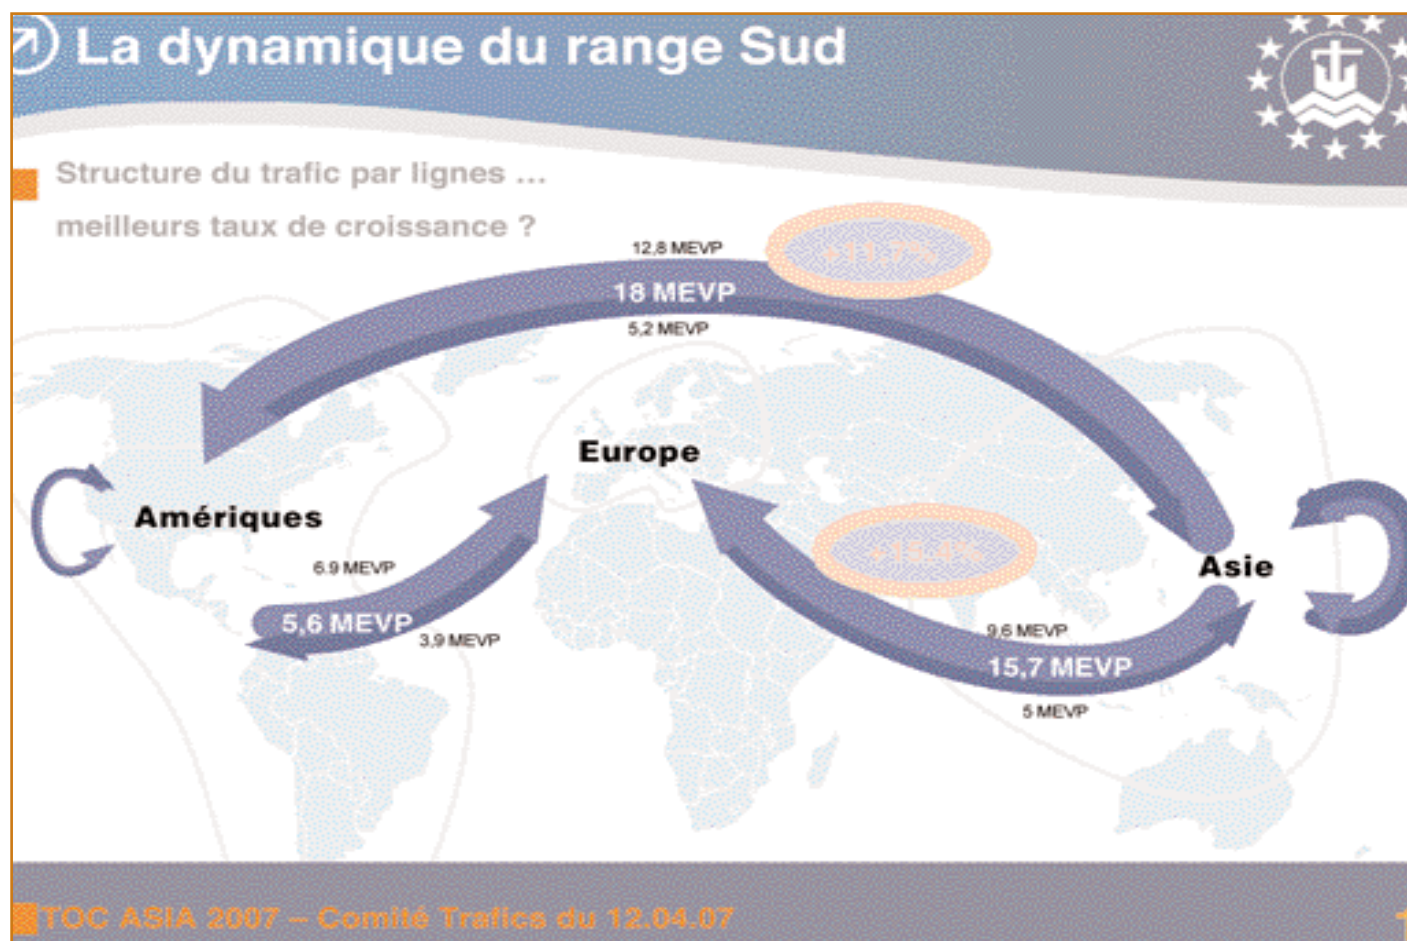 La dynamique du range Sud
Structure du trafic par lignes ...
meilleurs taux de croissance ?
12,8 MEVP
+11,7%
18 MEVP
5,2 MEVP
Europe
Amériques
6.9 MEVP
5,6 MEVP
3,9 MEVP
Asie
9,6 MEVP
15,7 MEVP
5 MEVP
TOC ASIA 2007 – Comité Trafics du 12.04.07